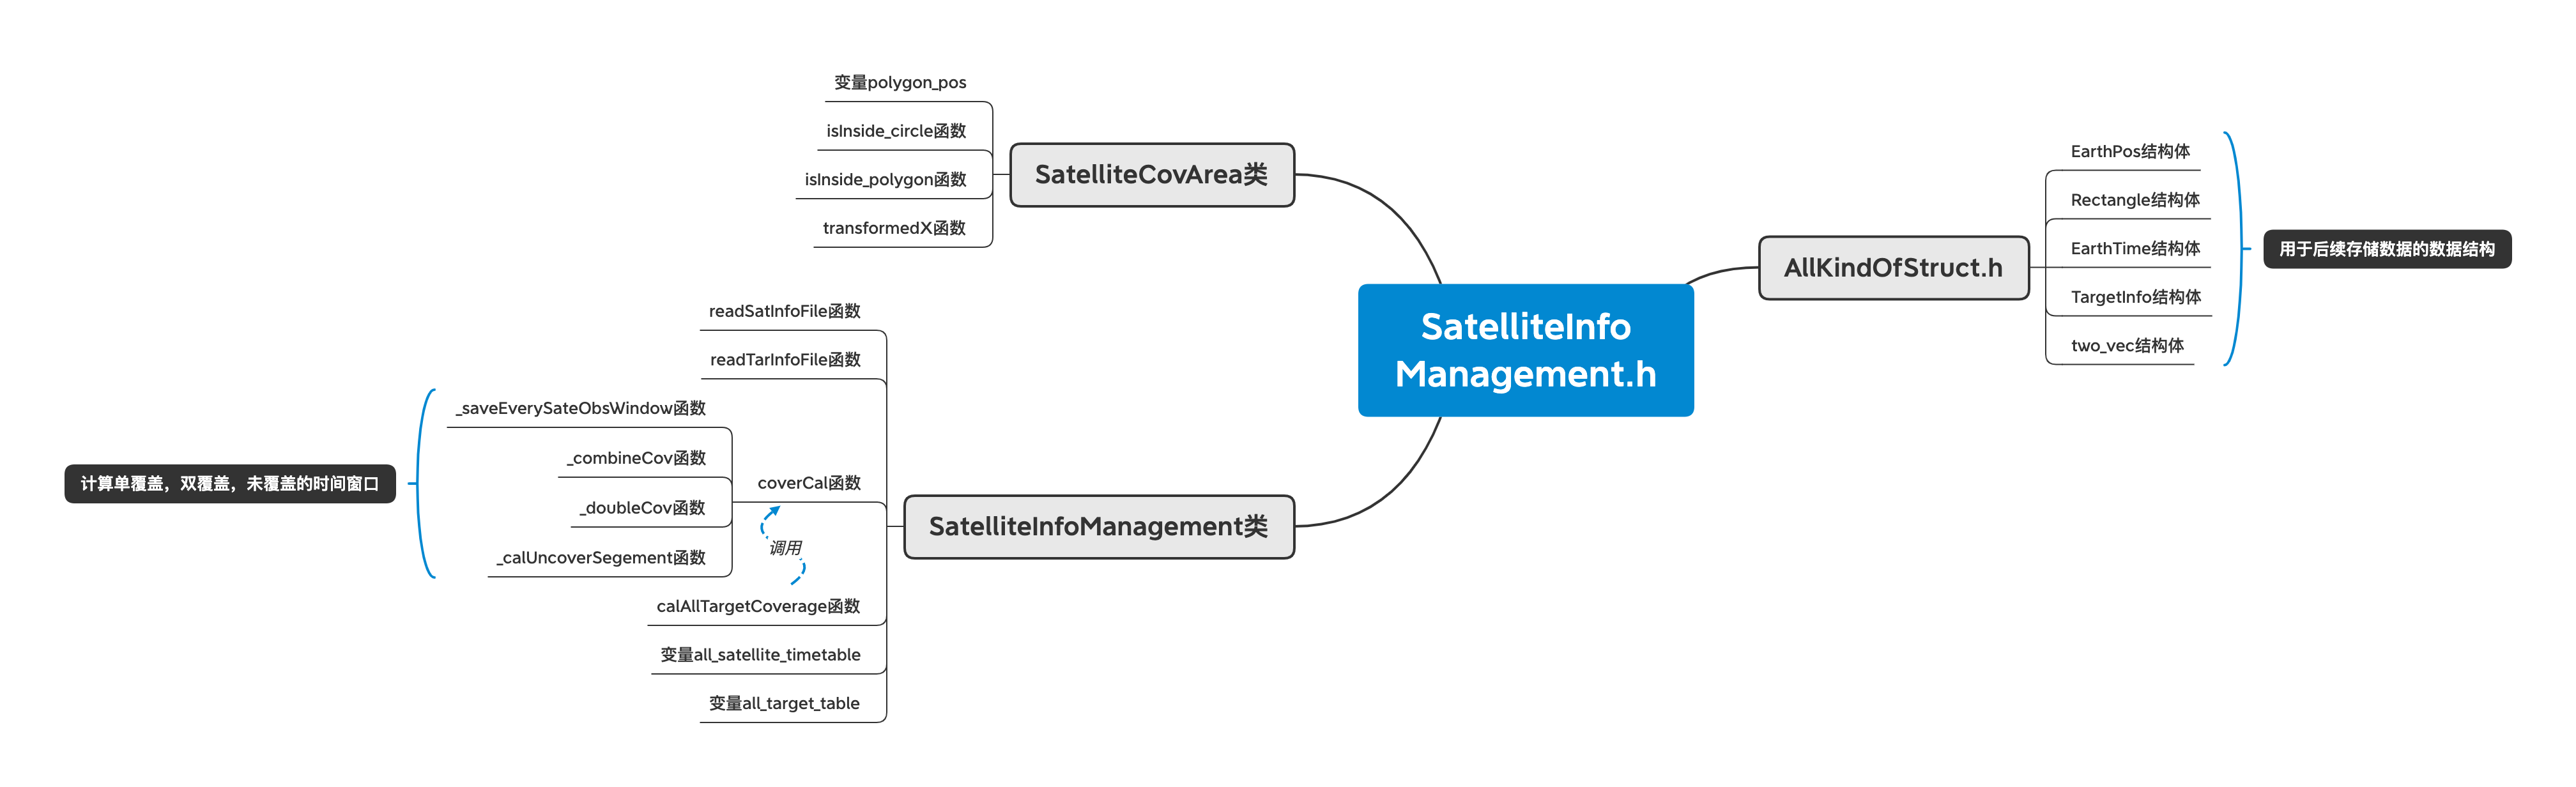 变量polygon_pos
isInside_circle函数
isInside_polygon函数
transformedX函数
SatelliteCovArea类
readSatInfoFile函数
readTarInfoFile函数
_saveEverySateObsWindow函数
_combineCov函数
_doubleCov函数
_calUncoverSegement函数
计算单覆盖，双覆盖，未覆盖的时间窗口
coverCal函数
调用
calAllTargetCoverage函数
变量all_satellite_timetable
变量all_target_table
SatelliteInfoManagement类
SatelliteInfo
Management.h
AllKindOfStruct.h
EarthPos结构体
Rectangle结构体
EarthTime结构体
TargetInfo结构体
two_vec结构体
用于后续存储数据的数据结构